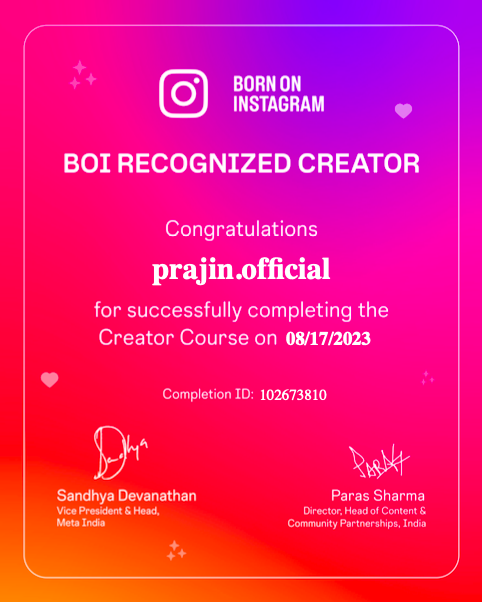 BORN ON
INSTAGRAM
BOI RECOGNIZED CREATOR
Congratulations
prajin.official
for successfully completing the
Creator Course on 08/17/2023
Completion ID: 102673810
Sandhya
PARAS
Sandhya Devanathan
Vice President & Head,
Meta India
Paras Sharma
Director, Head of Content &
Community Partnerships, India